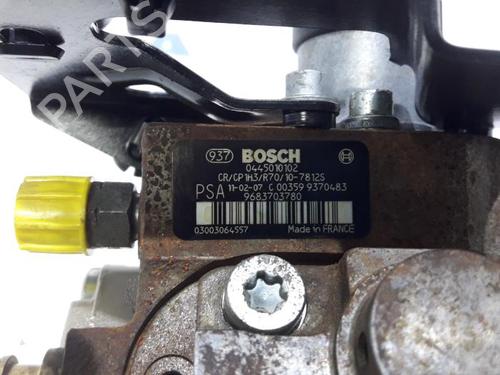 PARTS
937 BOSCH
0445010102
CR/CP1H3/R70/10-7812S
PSA 11-02-07 C 00359 9370483
9683703780
03003064557 Made in FRANCE